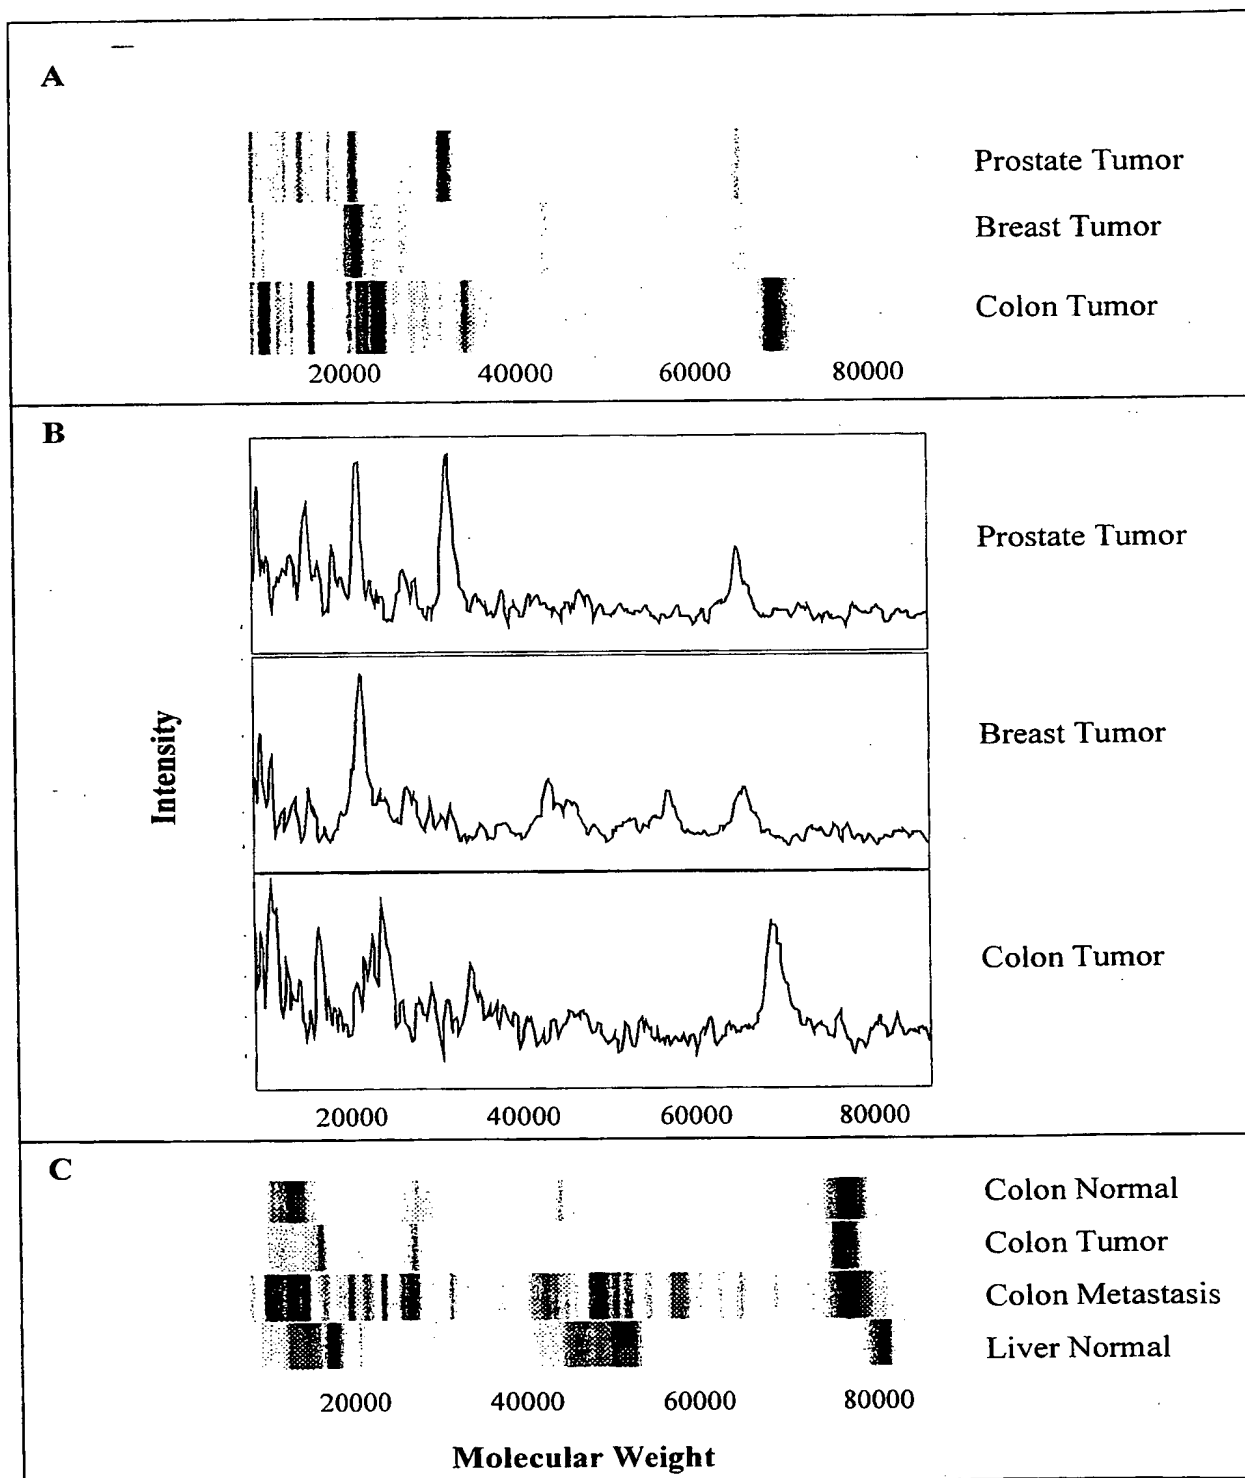 A
Prostate Tumor
Breast Tumor
Colon Tumor
20000 40000 60000 80000
B
Prostate Tumor
Breast Tumor
Colon Tumor
Intensity
20000 40000 60000 80000
C
Colon Normal
Colon Tumor
Colon Metastasis
Liver Normal
20000 40000 60000 80000
Molecular Weight